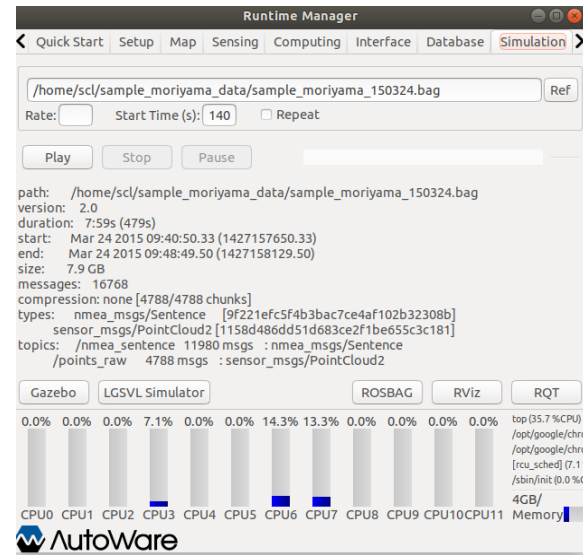 Runtime Manager
Quick Start Setup Map Sensing Computing Interface Database Simulation
/home/scl/sample_moriyama_data/sample_moriyama_150324.bag Ref
Rate: Start Time (s): 140 Repeat
Play Stop Pause
path: /home/scl/sample_moriyama_data/sample_moriyama_150324.bag
version: 2.0
duration: 7:59s (479s)
start: Mar 24 2015 09:40:50.33 (1427157650.33)
end: Mar 24 2015 09:48:49.50 (1427158129.50)
size: 7.9 GB
messages: 16768
compression: none [4788/4788 chunks]
types: nmea_msgs/Sentence [9f221efc5f4b3bac7ce4af102b32308b]
sensor_msgs/PointCloud2 [1158d486dd51d683ce2f1be655c3c181]
topics: /nmea_sentence 11980 msgs : nmea_msgs/Sentence
/points_raw 4788 msgs : sensor_msgs/PointCloud2
Gazebo LGSVL Simulator ROSBAG RViz RQT
0.0% 0.0% 0.0% 7.1% 0.0% 0.0% 14.3% 13.3% 0.0% 0.0% 0.0% 0.0%
top (35.7 %CPU)
/opt/google/chr
/opt/google/chr
[rcu_sched] (7.1
/sbin/init (0.0 %
4GB/
CPU0 CPU1 CPU2 CPU3 CPU4 CPU5 CPU6 CPU7 CPU8 CPU9 CPU10 CPU11 Memory
AutoWare